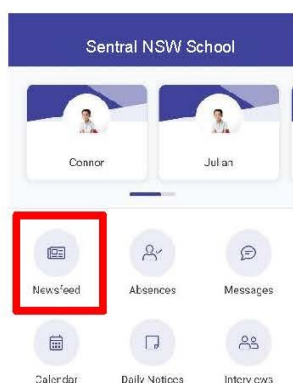 Sentral NSW School
Connor Julian
Newsfeed Absences Messages
Calendar Daily Notices Interviews